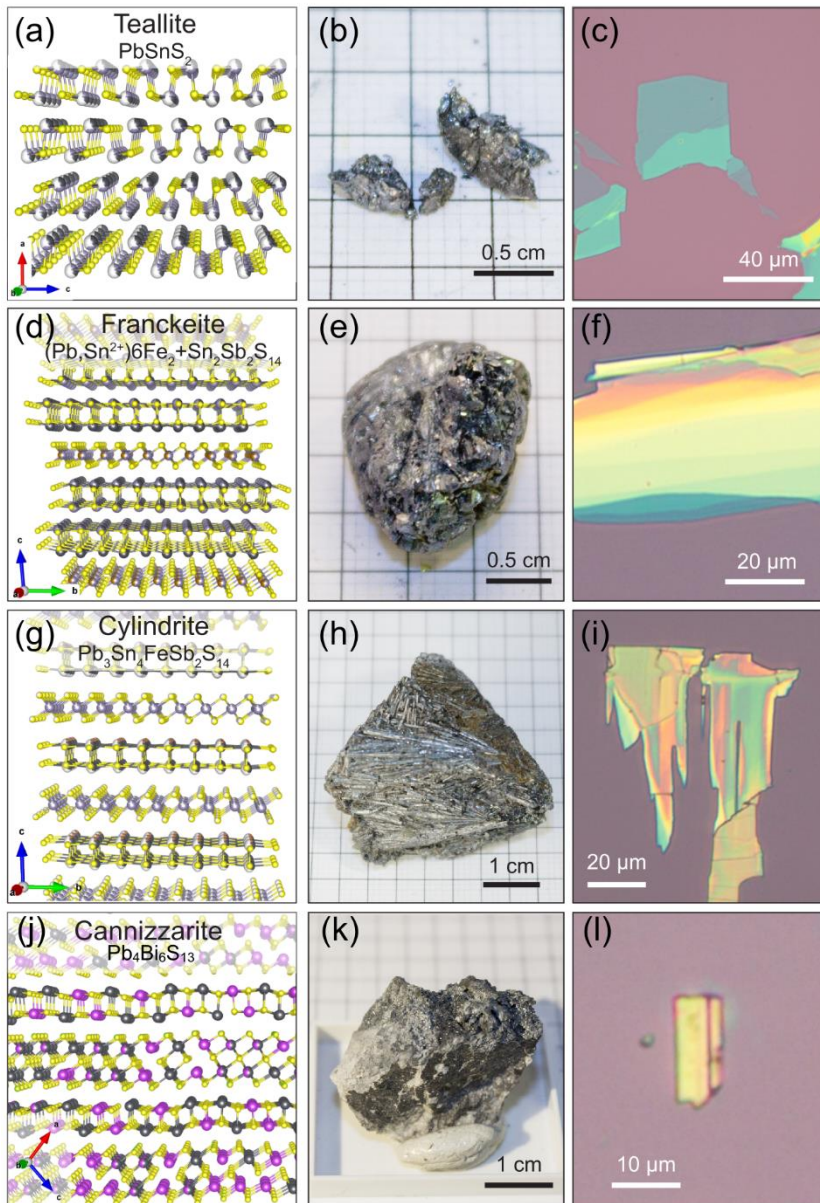 (a) Teallite
PbSnS₂
a
b
c
(b)
0.5 cm
(c)
40 µm
(d) Franckeite
(Pb,Sn²⁺)6Fe₂+Sn₂Sb₂S₁₄
c
a
b
(e)
0.5 cm
(f)
20 µm
(g) Cylindrite
Pb₃Sn₄FeSb₂S₁₄
c
a
b
(h)
1 cm
(i)
20 µm
(j) Cannizzarite
Pb₄Bi₆S₁₃
a
b
c
(k)
1 cm
(l)
10 µm